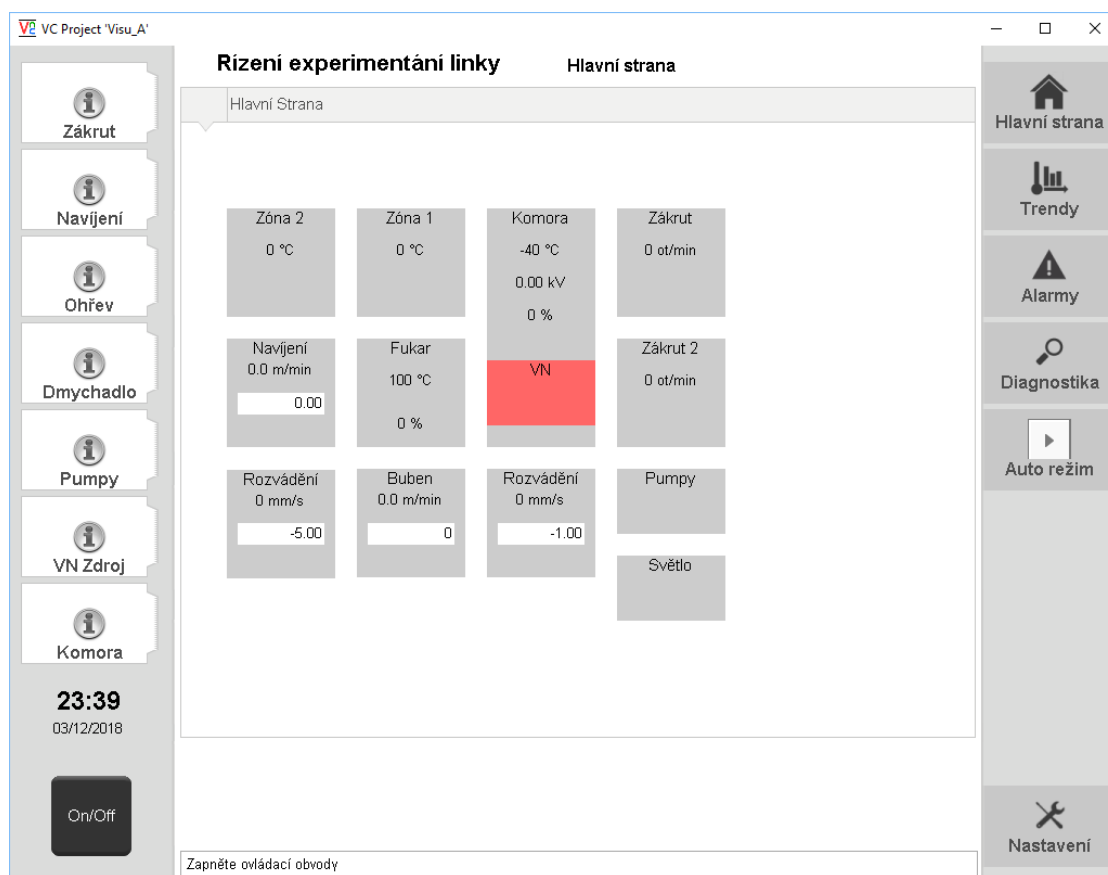 VC Project 'Visu_A'
Rízení experimentání linky
Hlavní strana
Hlavní Strana
Zákrut
Navíjení
Ohřev
Dmychadlo
Pumpy
VN Zdroj
Komora
23:39
03/12/2018
On/Off
Zóna 2
0 °C
Zóna 1
0 °C
Komora
-40 °C
0.00 kV
0 %
VN
Zákrut
0 ot/min
Navíjení
0.0 m/min
0.00
Fukar
100 °C
0 %
Zákrut 2
0 ot/min
Rozvádění
0 mm/s
-5.00
Buben
0.0 m/min
0
Rozvádění
0 mm/s
-1.00
Pumpy
Světlo
Hlavní strana
Trendy
Alarmy
Diagnostika
Auto režim
Nastavení
Zapněte ovládací obvody